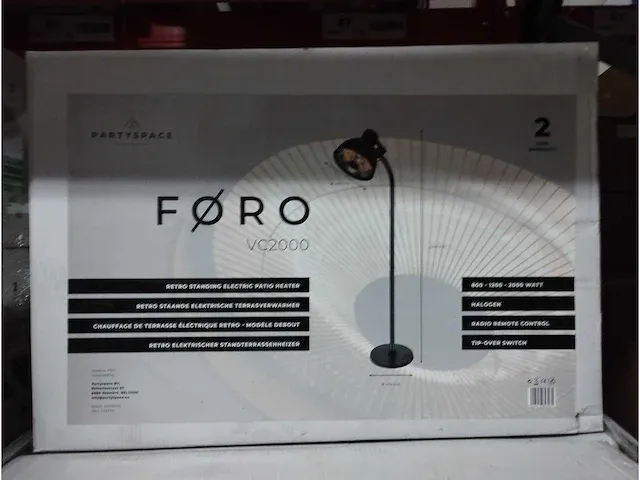 PARTYSPACE
2
FØRO
VC2000
RETRO STANDING ELECTRIC PATIO HEATER
RETRO STAANDE ELEKTRISCHE TERRASVERWARMER
CHAUFFAGE DE TERRASSE ÉLECTRIQUE RETRO - MODÈLE DEBOUT
RETRO ELEKTRISCHER STANDTERRASSENHEIZER
800 - 1200 - 2000 WATT
HALOGEN
RADIO REMOTE CONTROL
TIP-OVER SWITCH